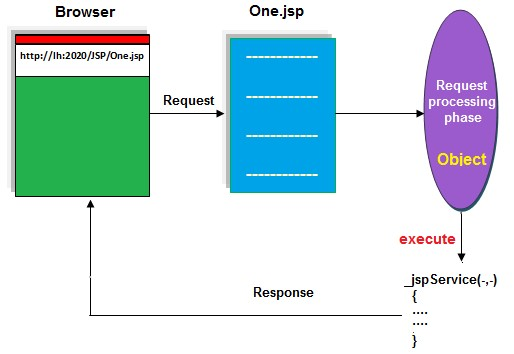 Browser
One.jsp
http://lh:2020/JSP/One.jsp
Request
Request
processing
phase
Object
execute
_jspService(-,-)
{
....
....
.
}
Response